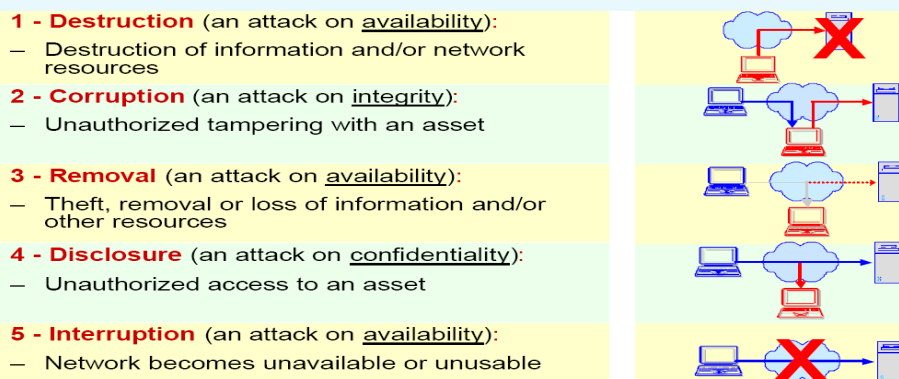 1 - Destruction (an attack on availability):
– Destruction of information and/or network
resources
2 - Corruption (an attack on integrity):
– Unauthorized tampering with an asset
3 - Removal (an attack on availability):
– Theft, removal or loss of information and/or
other resources
4 - Disclosure (an attack on confidentiality):
– Unauthorized access to an asset
5 - Interruption (an attack on availability):
– Network becomes unavailable or unusable